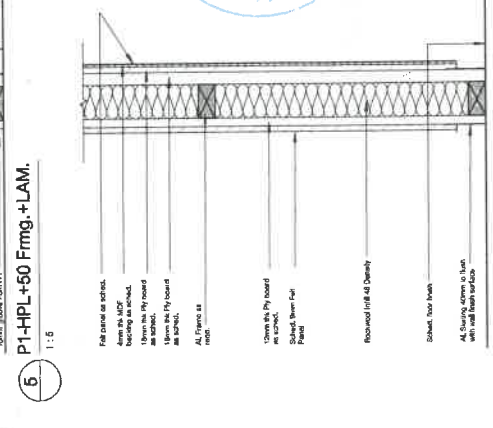 5
P1-HPL+50 Frmg.+LAM.
1:5
Felt panel as sched.
4mm thk MDF
backing as sched.
18mm thk Ply board
as sched.
18mm thk Ply board
as sched.
AL Frame as
12mm thk Ply board
as sched.
Sched. 9mm Felt
Panel
Rockwool Infill 48 Density
Sched. floor finish
AL Skirting 40mm to flush
with wall finish surface